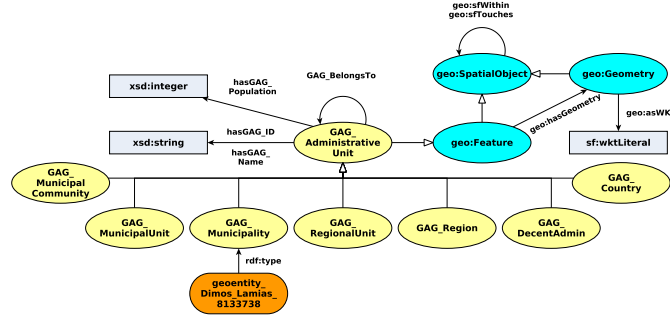 geo:sfWithin
geo:sfTouches
geo:SpatialObject
geo:Geometry
xsd:integer
hasGAG_
Population
GAG_BelongsTo
geo:hasGeometry
geo:asWK
xsd:string
hasGAG_ID
hasGAG_
Name
GAG_
Administrative
Unit
geo:Feature
sf:wktLiteral
GAG_
Municipal
Community
GAG_
Country
GAG_
MunicipalUnit
GAG_
Municipality
GAG_
RegionalUnit
GAG_Region
GAG_
DecentAdmin
rdf:type
geoentity_
Dimos_Lamias_
8133738